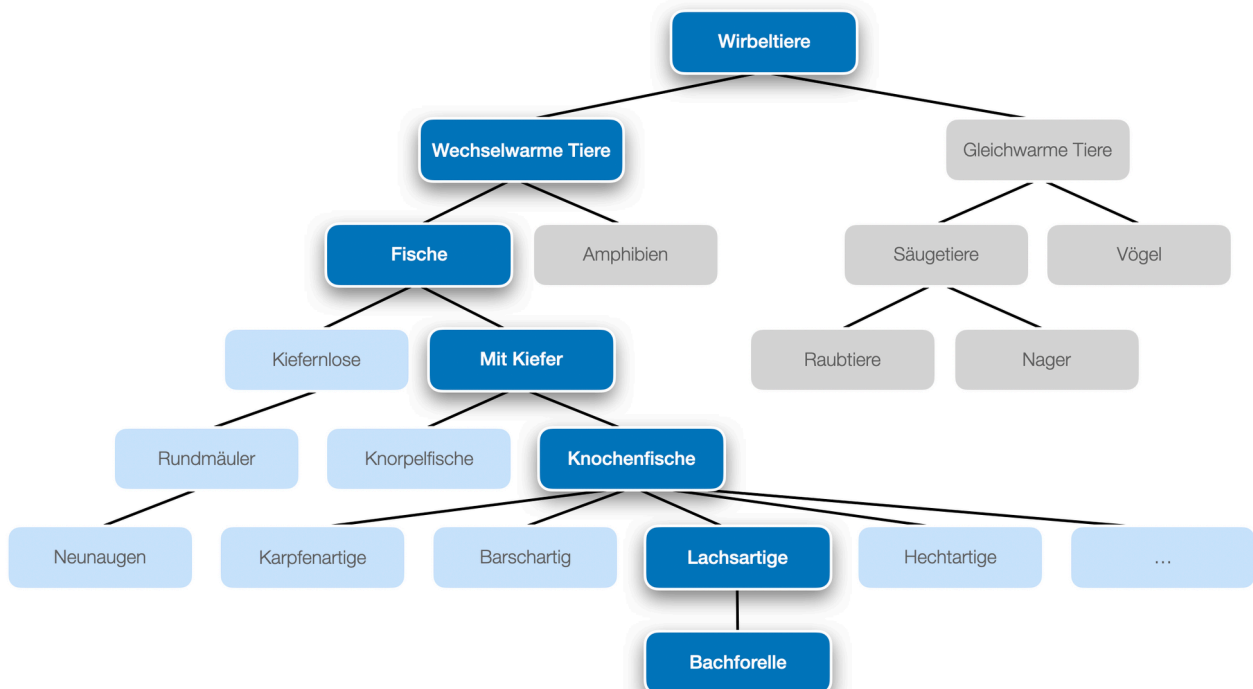 Wirbeltiere
Wechselwarme Tiere
Gleichwarme Tiere
Fische
Amphibien
Säugetiere
Vögel
Kiefernlose
Mit Kiefer
Raubtiere
Nager
Rundmäuler
Knorpelfische
Knochenfische
Neunaugen
Karpfenartige
Barschartig
Lachsartige
Hechtartige
...
Bachforelle